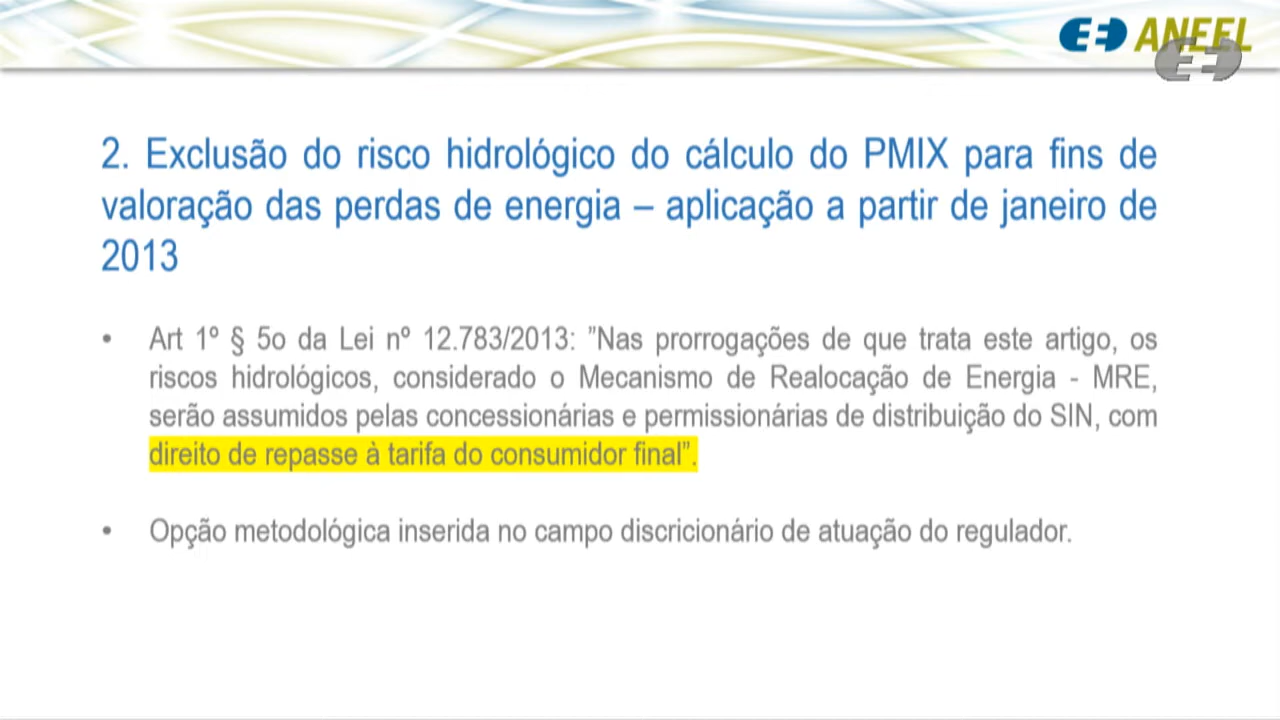 ANEEL
2. Exclusão do risco hidrológico do cálculo do PMIX para fins de
valoração das perdas de energia – aplicação a partir de janeiro de
2013
• Art 1º § 5o da Lei nº 12.783/2013: ”Nas prorrogações de que trata este artigo, os
riscos hidrológicos, considerado o Mecanismo de Realocação de Energia - MRE,
serão assumidos pelas concessionárias e permissionárias de distribuição do SIN, com
direito de repasse à tarifa do consumidor final”.
• Opção metodológica inserida no campo discricionário de atuação do regulador.